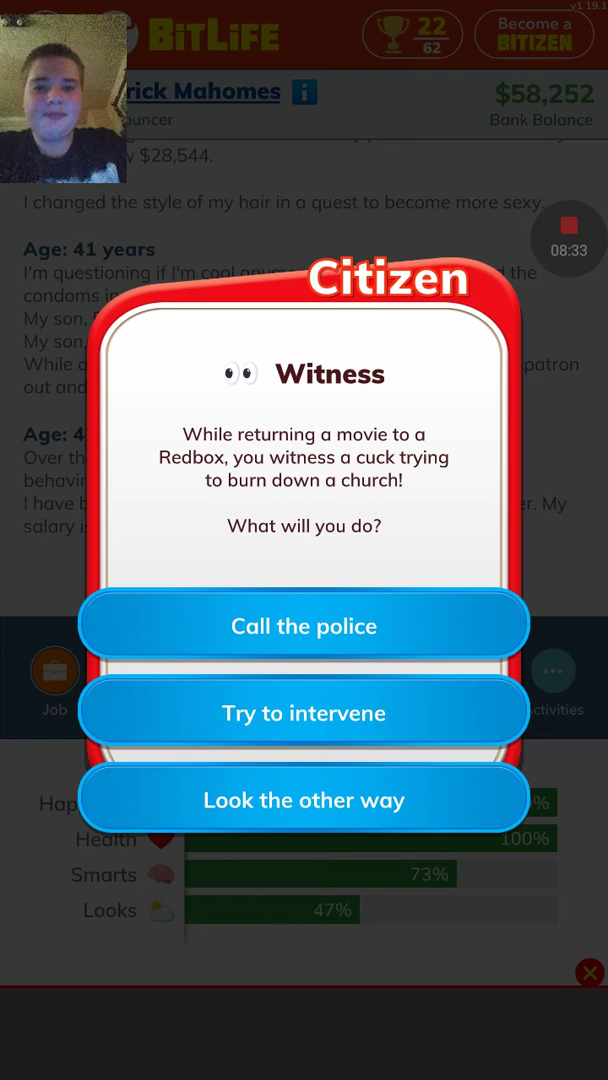 v1.19.1
BITLIFE
22
62
Become a
BITIZEN
rick Mahomes
$58,252
ouncer
Bank Balance
$28,544.
I changed the style of my hair in a quest to become more sexy.
08:33
Age: 41 years
I'm questioning if I'm cool the
condoms
My son,
My son,
While patron
out and
Citizen
Witness
While returning a movie to a
Redbox, you witness a cuck trying
to burn down a church!
What will you do?
Age: 4
Over
I have My
salary
Call the police
Try to intervene
Look the other way
Job
ctivities
Hap %
Health 100%
Smarts 73%
Looks 47%